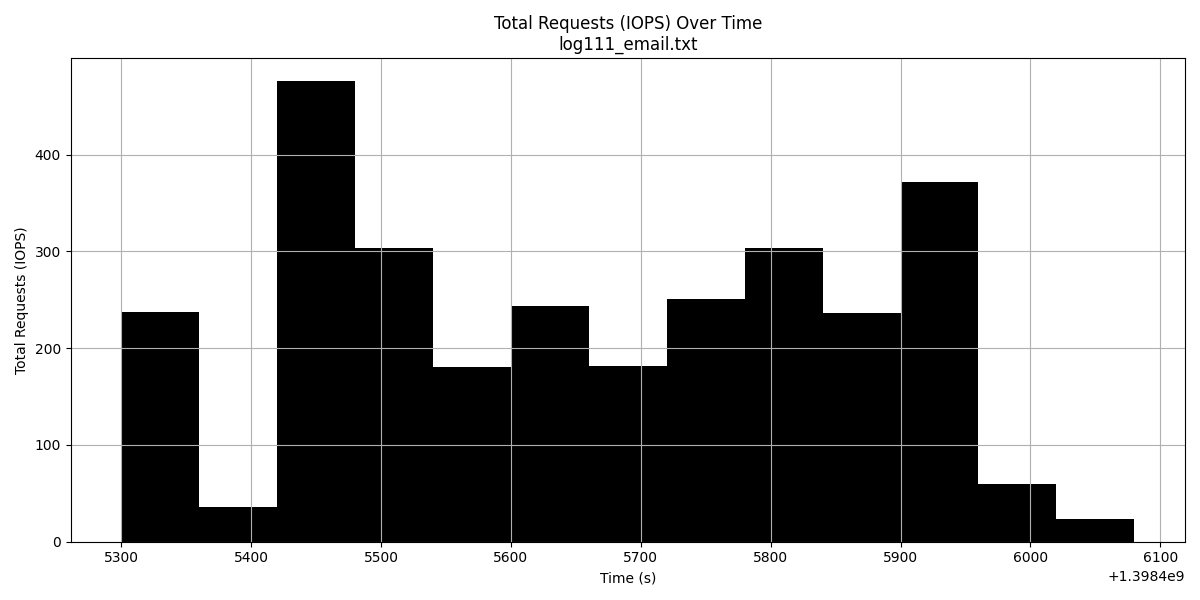 Total Requests (IOPS) Over Time
log111_email.txt
Total Requests (IOPS)
400
300
200
100
0
5300 5400 5500 5600 5700 5800 5900 6000 6100
Time (s)
+1.3984e9